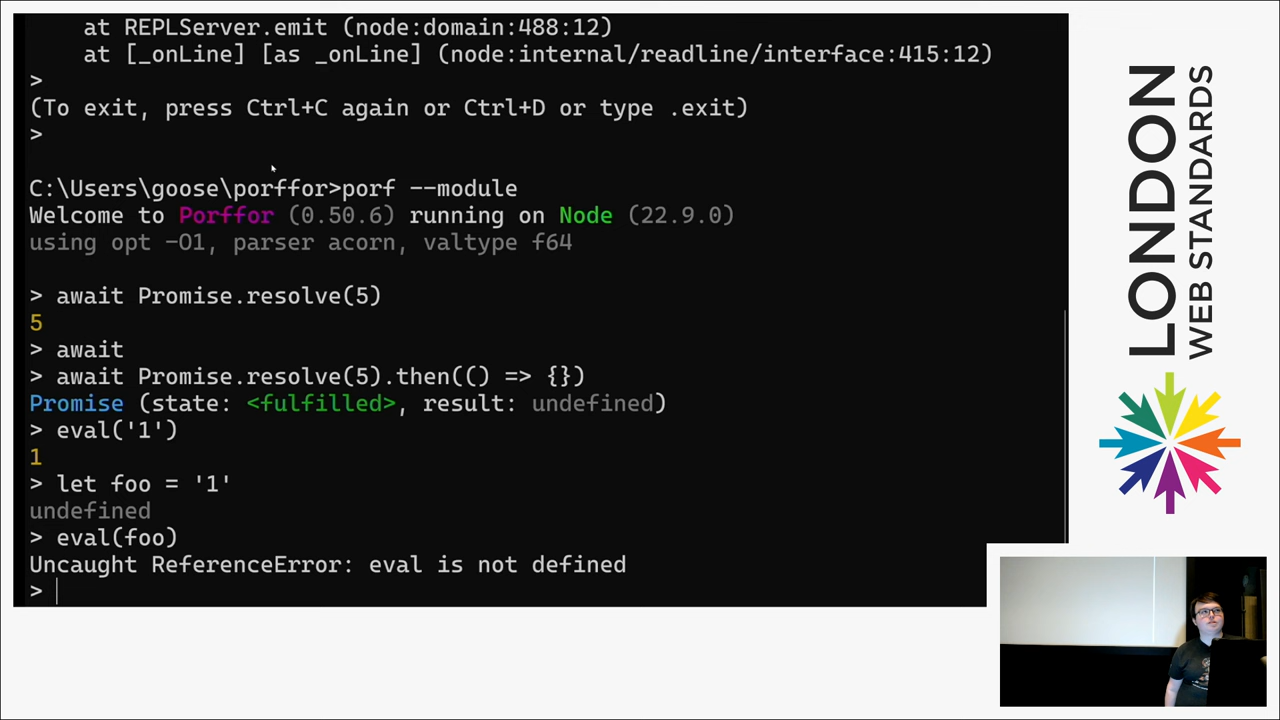 at REPLServer.emit (node:domain:488:12)
at [_onLine] [as _onLine] (node:internal/readline/interface:415:12)
>
(To exit, press Ctrl+C again or Ctrl+D or type .exit)
>
C:\Users\goose\porffor>porf --module
Welcome to Porffor (0.50.6) running on Node (22.9.0)
using opt -O1, parser acorn, valtype f64
> await Promise.resolve(5)
5
> await
> await Promise.resolve(5).then(() => {})
Promise (state: <fulfilled>, result: undefined)
> eval('1')
1
> let foo = '1'
undefined
> eval(foo)
Uncaught ReferenceError: eval is not defined
>
LONDON
WEB STANDARDS